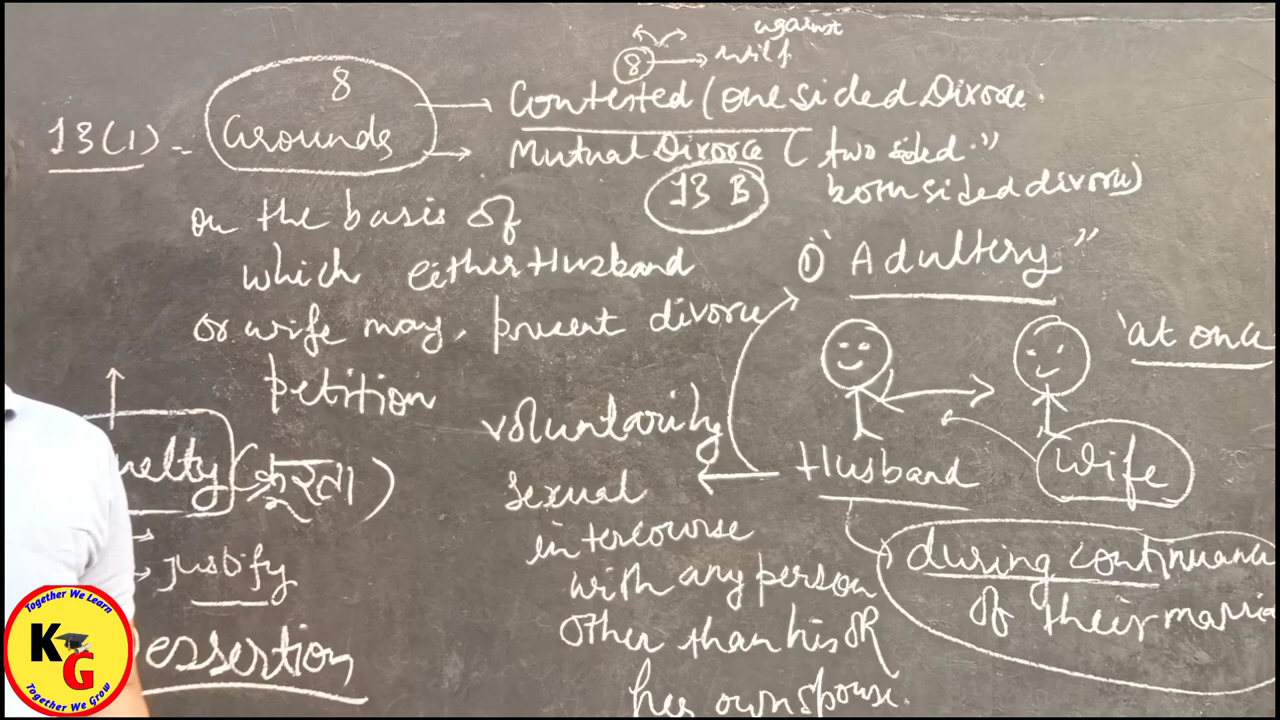 against
8 → will
8
13(1) - Grounds → Contested (one sided Divorce.
→ Mutual Divorce ( two sided."
13 B both sided divorce)
on the basis of
which either Husband
or wife may, present divorce
petition
① "Adultery"
'at once
Husband
wife
voluntarily
sexual
intercourse
with any person
other than his OR
her own spouse.
during continuanc
of their marria
uelty (क्रूरता)
→ justify
essertion
Together We Learn
KG
Together We Grow